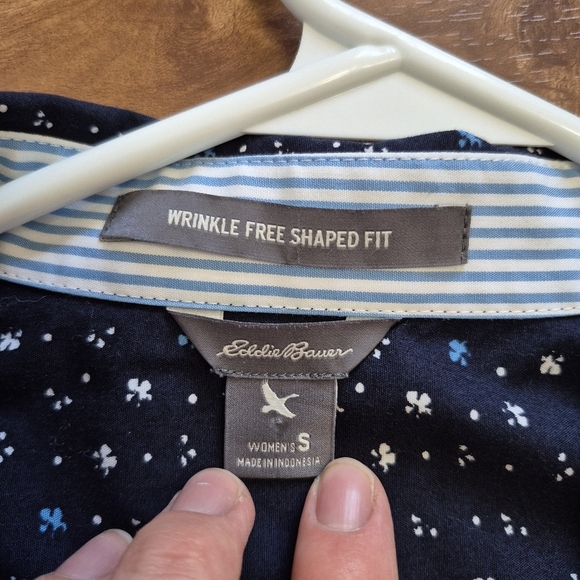 WRINKLE FREE SHAPED FIT
Eddie Bauer
WOMEN'S S
MADE IN INDONESIA